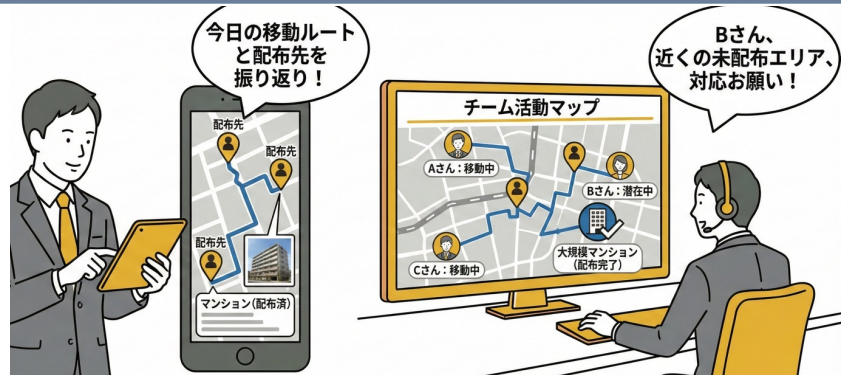 今日の移動ルート
と配布先を
振り返り！
配布先
配布先
配布先
マンション（配布済）
チーム活動マップ
Aさん：移動中
Bさん：潜在中
Cさん：移動中
大規模マンション
（配布完了）
Bさん、
近くの未配布エリア、
対応お願い！